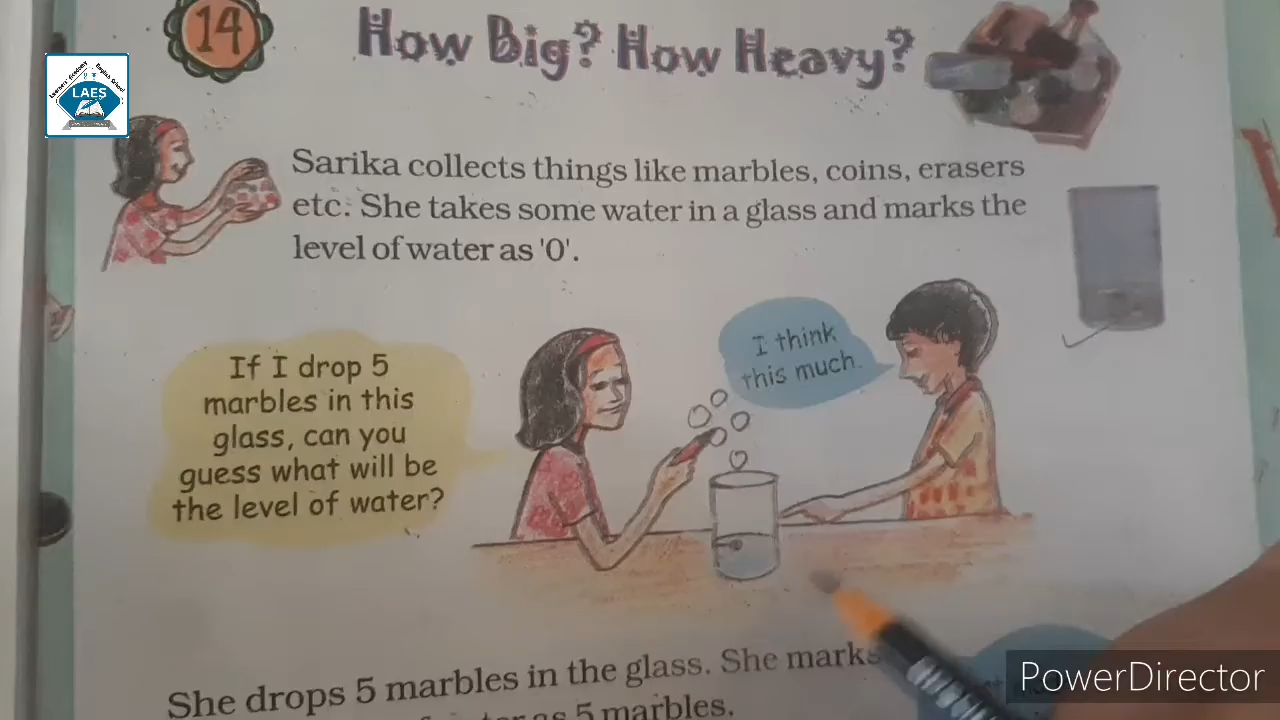 14
How Big? How Heavy?
LAES
Sarika collects things like marbles, coins, erasers
etc. She takes some water in a glass and marks the
level of water as '0'.
I think
this much.
If I drop 5
marbles in this
glass, can you
guess what will be
the level of water?
She drops 5 marbles in the glass. She marks
as 5 marbles.
PowerDirector